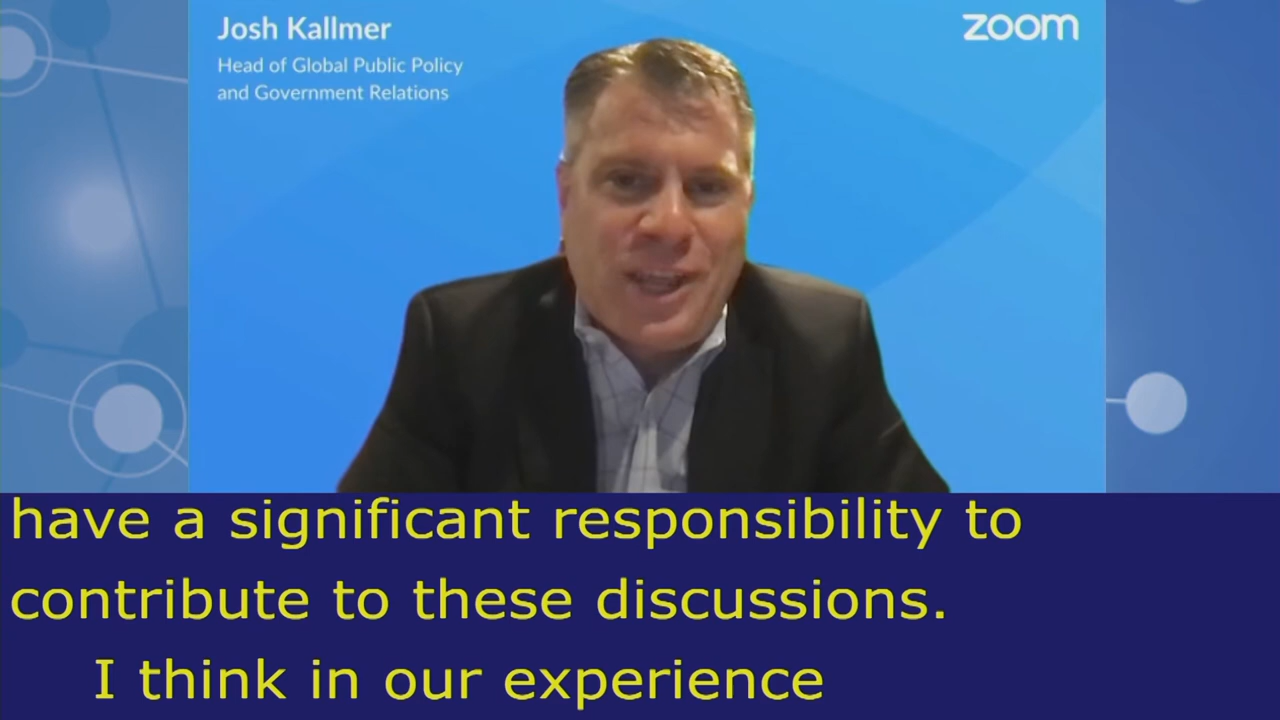 Josh Kallmer
zoom
Head of Global Public Policy
and Government Relations
have a significant responsibility to
contribute to these discussions.
I think in our experience